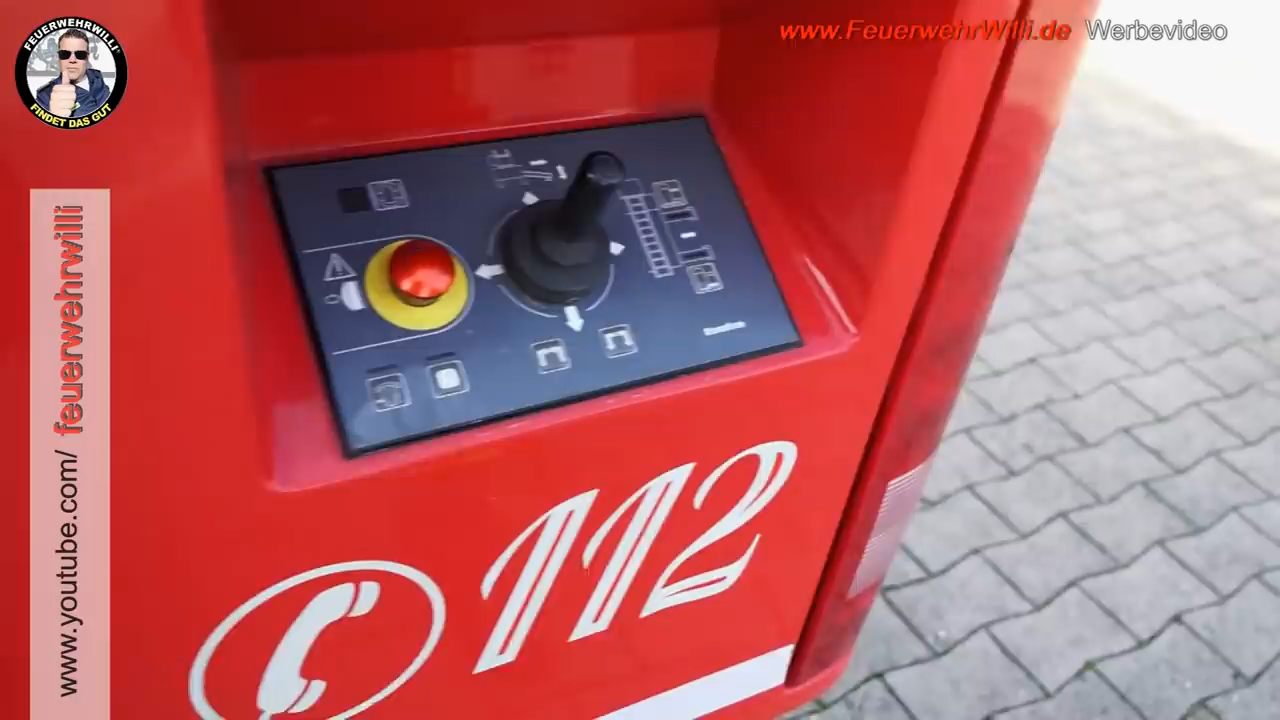 FEUERWEHRWILLI
FINDET DAS GUT
www.FeuerwehrWilli.de Werbevideo
www.youtube.com/ feuerwehrwilli
112